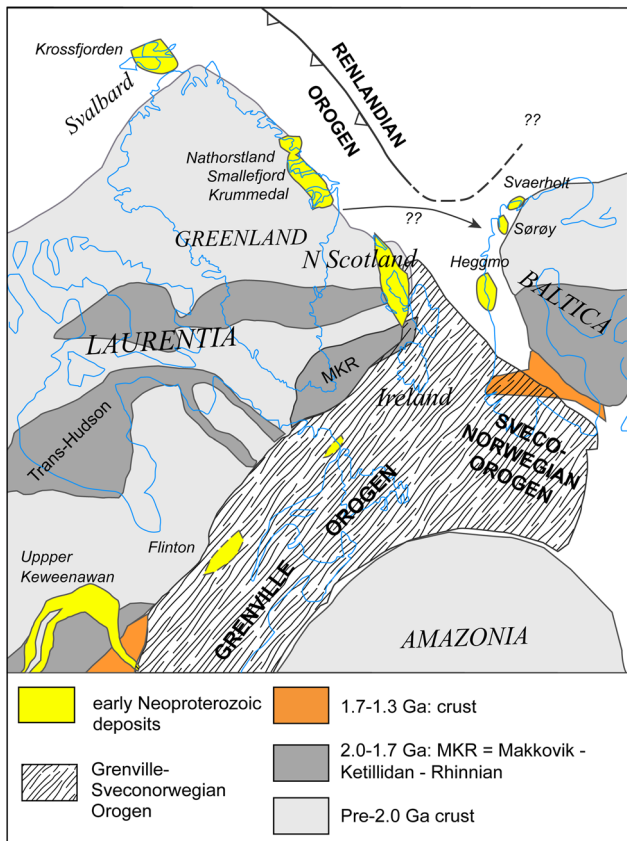 Krossfjorden
Svalbard
RENLANDIAN
OROGEN
??
Nathorstland
Smallefjord
Krummedal
Svaerholt
??
Sørøy
GREENLAND
N Scotland
Heggmo
BALTICA
LAURENTIA
MKR
Ireland
Trans-Hudson
SVECO-
NORWEGIAN
OROGEN
OROGEN
Flinton
Uppper
Keweenawan
GRENVILLE
AMAZONIA
early Neoproterozoic
deposits
1.7-1.3 Ga: crust
Grenville-
Sveconorwegian
Orogen
2.0-1.7 Ga: MKR = Makkovik -
Ketillidan - Rhinnian
Pre-2.0 Ga crust